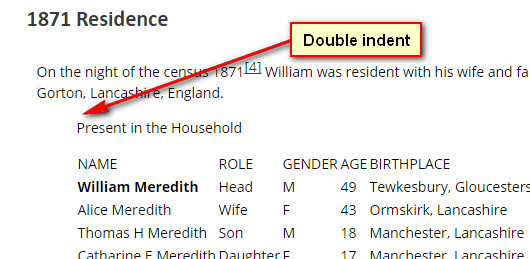 1871 Residence
Double indent
On the night of the census 1871[4] William was resident with his wife and fa
Gorton, Lancashire, England.
Present in the Household
NAME ROLE GENDER AGE BIRTHPLACE
William Meredith Head M 49 Tewkesbury, Gloucesters
Alice Meredith Wife F 43 Ormskirk, Lancashire
Thomas H Meredith Son M 18 Manchester, Lancashire
Catharine E Meredith Daughter F 17 Manchester, Lancashire